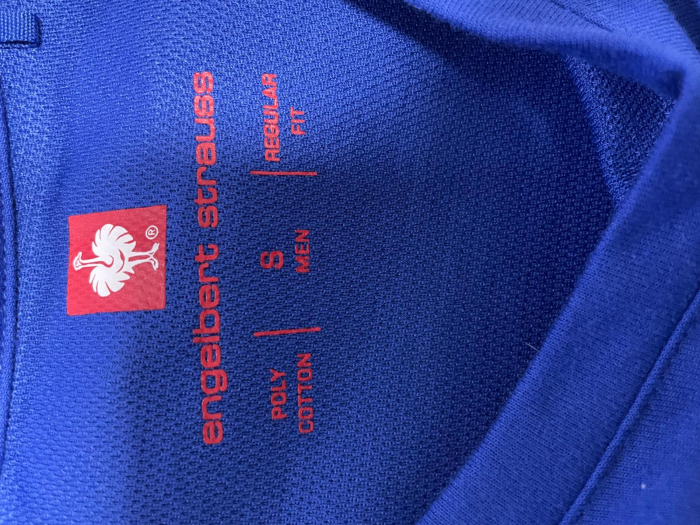 ®
engelbert strauss
POLY COTTON | S MEN | REGULAR FIT